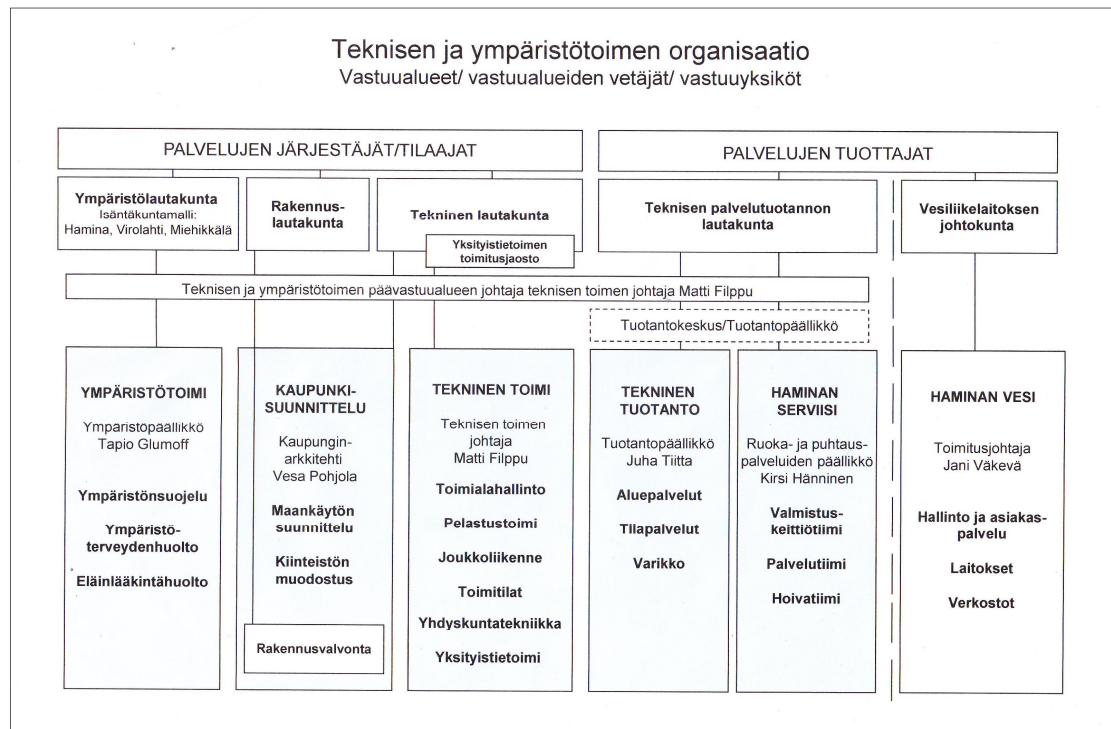 Teknisen ja ympäristötoimen organisaatio
Vastuualueet/ vastuualueiden vetäjät/ vastuuyksiköt
PALVELUJEN JÄRJESTÄJÄT/TILAAJAT
PALVELUJEN TUOTTAJAT
Ympäristölautakunta
Isäntäkuntamalli:
Hamina, Virolahti, Miehikkälä
Rakennus-
lautakunta
Tekninen lautakunta
Yksityistietoimen
toimitusjaosto
Teknisen palvelutuotannon
lautakunta
Vesiliikelaitoksen
johtokunta
Teknisen ja ympäristötoimen päävastuualueen johtaja teknisen toimen johtaja Matti Filppu
Tuotantokeskus/Tuotantopäällikkö
YMPÄRISTÖTOIMI
Ympäristöpäällikkö
Tapio Glumoff
Ympäristönsuojelu
Ympäristö-
terveydenhuolto
Eläinlääkintähuolto
KAUPUNKI-
SUUNNITTELU
Kaupungin-
arkkitehti
Vesa Pohjola
Maankäytön
suunnittelu
Kiinteistön
muodostus
Rakennusvalvonta
TEKNINEN TOIMI
Teknisen toimen
johtaja
Matti Filppu
Toimialahallinto
Pelastustoimi
Joukkoliikenne
Toimitilat
Yhdyskuntatekniikka
Yksityistietoimi
TEKNINEN
TUOTANTO
Tuotantopäällikkö
Juha Tiitta
Aluepalvelut
Tilapalvelut
Varikko
HAMINAN
SERVIISI
Ruoka- ja puhtaus-
palveluiden päällikkö
Kirsi Hänninen
Valmistus-
keittiötiimi
Palvelutiimi
Hoivatiimi
HAMINAN VESI
Toimitusjohtaja
Jani Väkevä
Hallinto ja asiakas-
palvelu
Laitokset
Verkostot